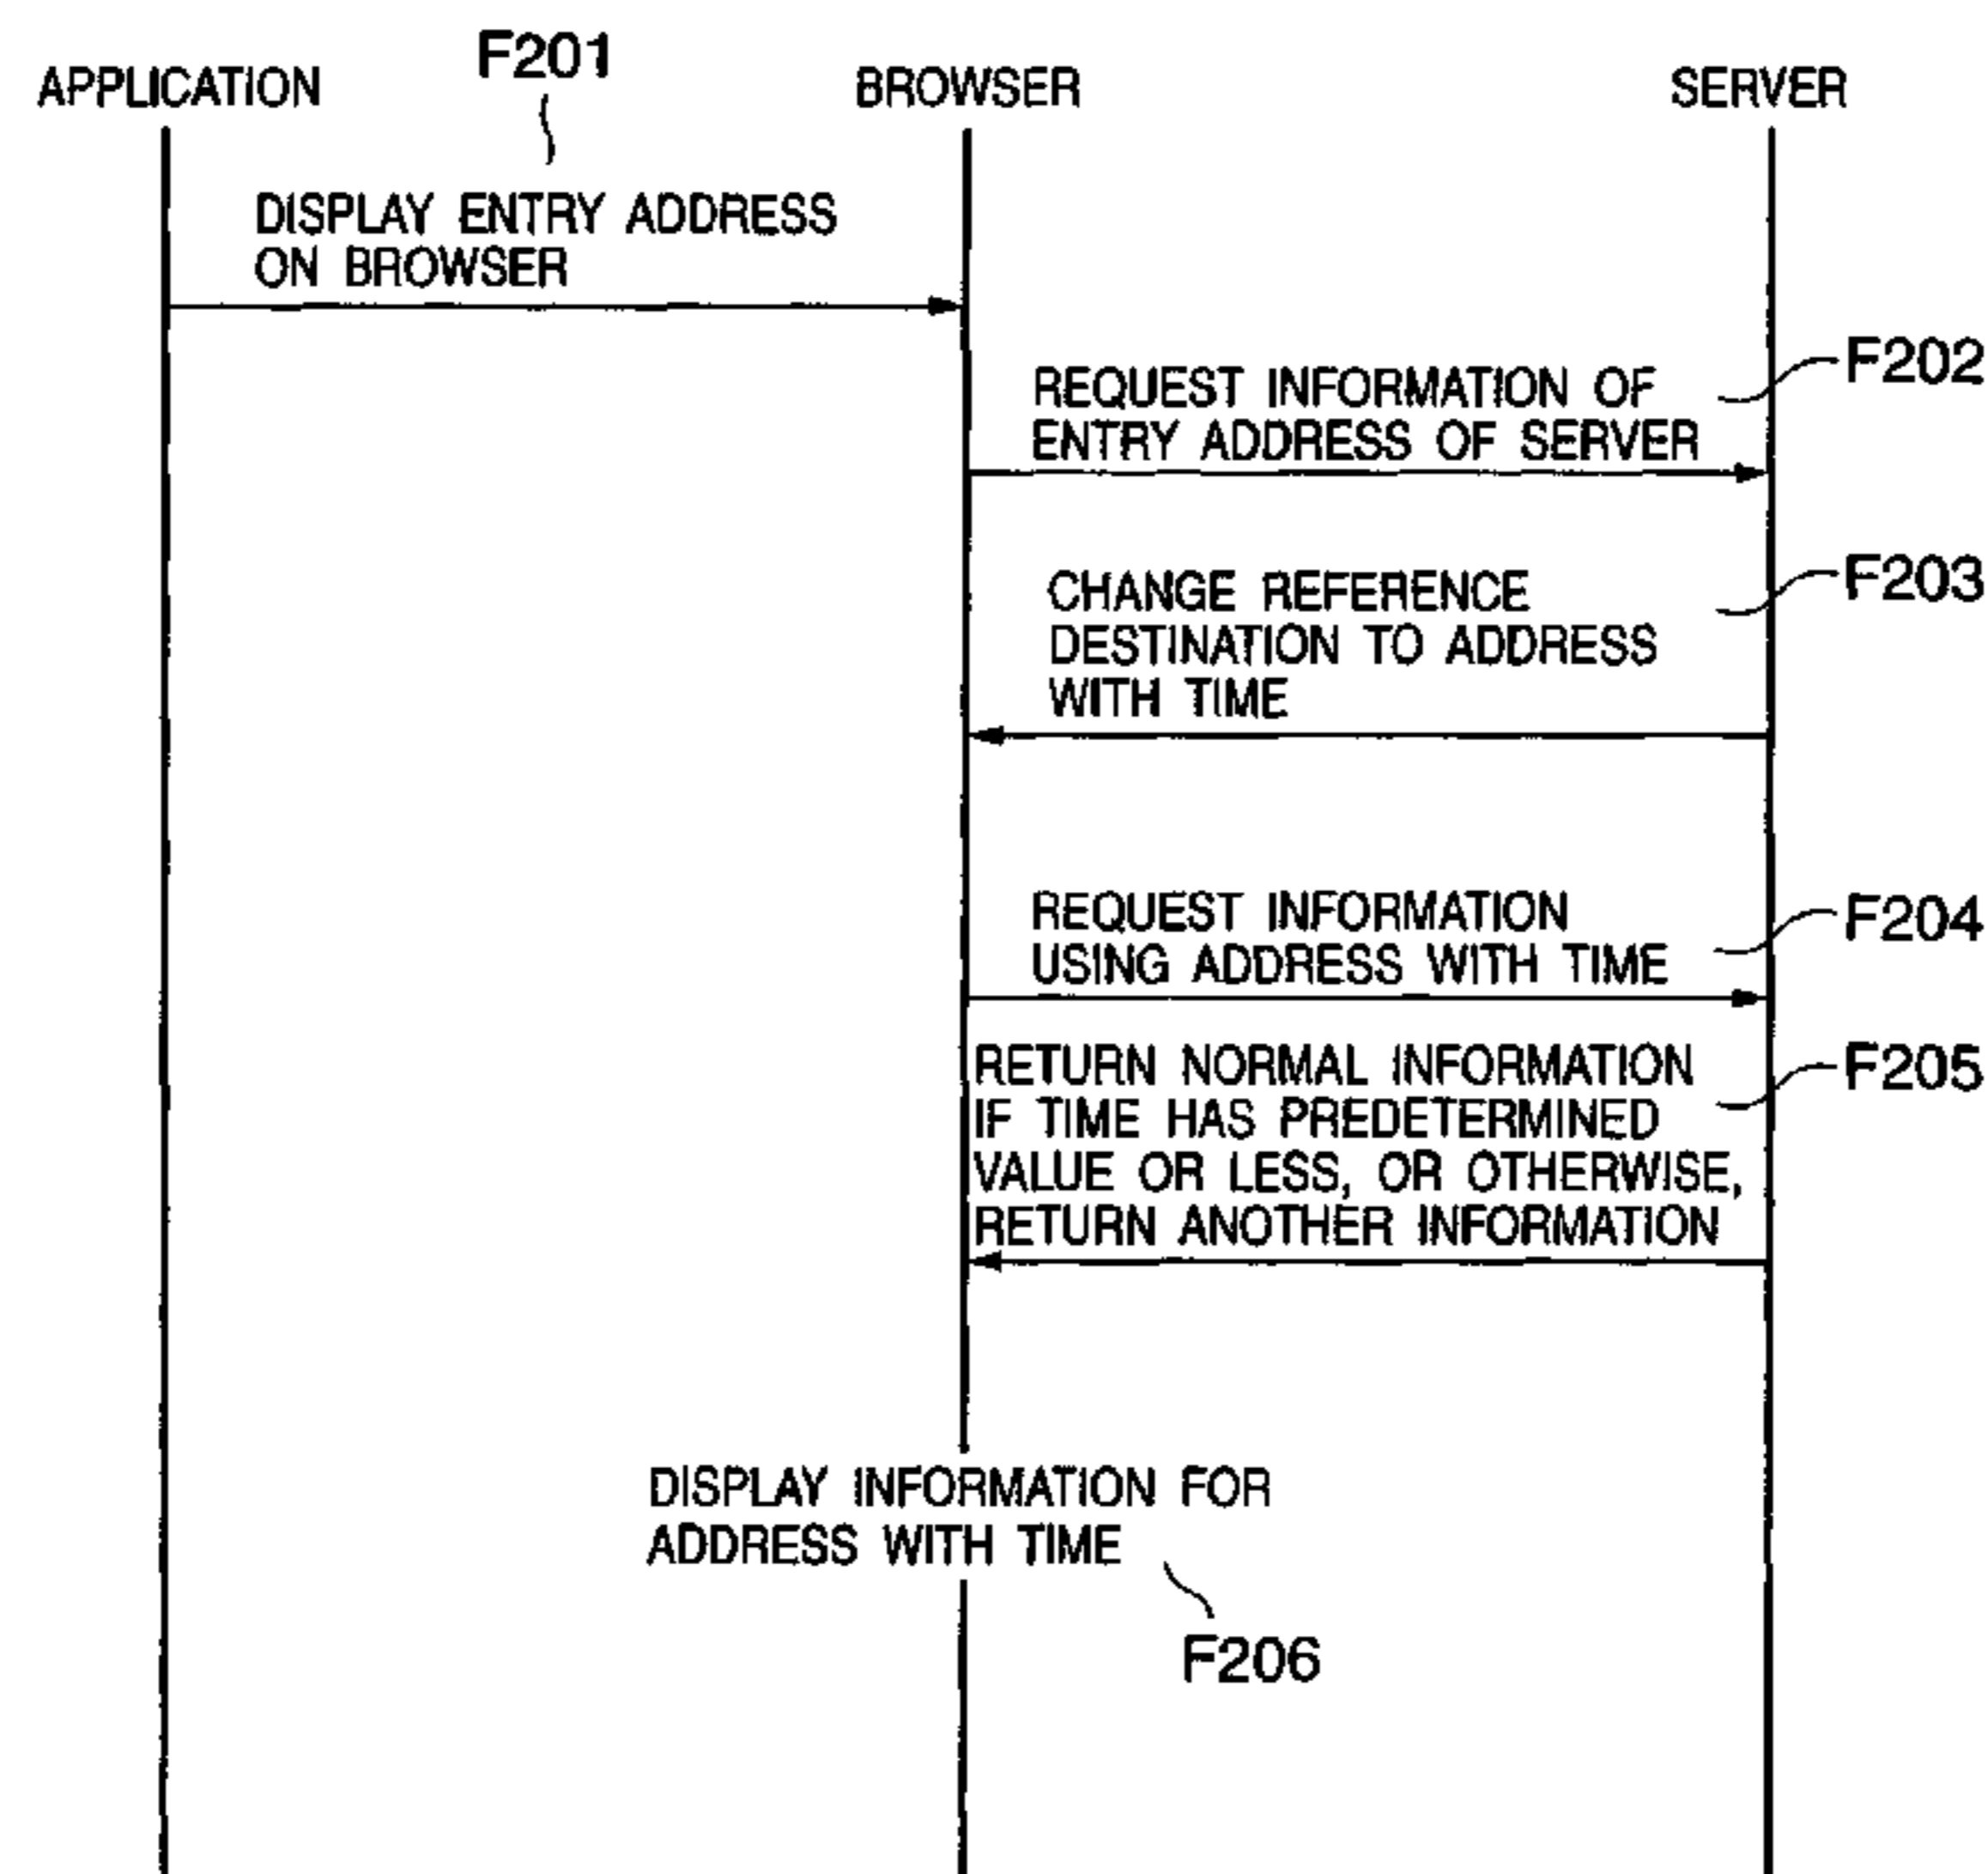 F201
APPLICATION
BROWSER
SERVER
DISPLAY ENTRY ADDRESS
ON BROWSER
F202
REQUEST INFORMATION OF
ENTRY ADDRESS OF SERVER
F203
CHANGE REFERENCE
DESTINATION TO ADDRESS
WITH TIME
F204
REQUEST INFORMATION
USING ADDRESS WITH TIME
F205
RETURN NORMAL INFORMATION
IF TIME HAS PREDETERMINED
VALUE OR LESS, OR OTHERWISE,
RETURN ANOTHER INFORMATION
DISPLAY INFORMATION FOR
ADDRESS WITH TIME
F206